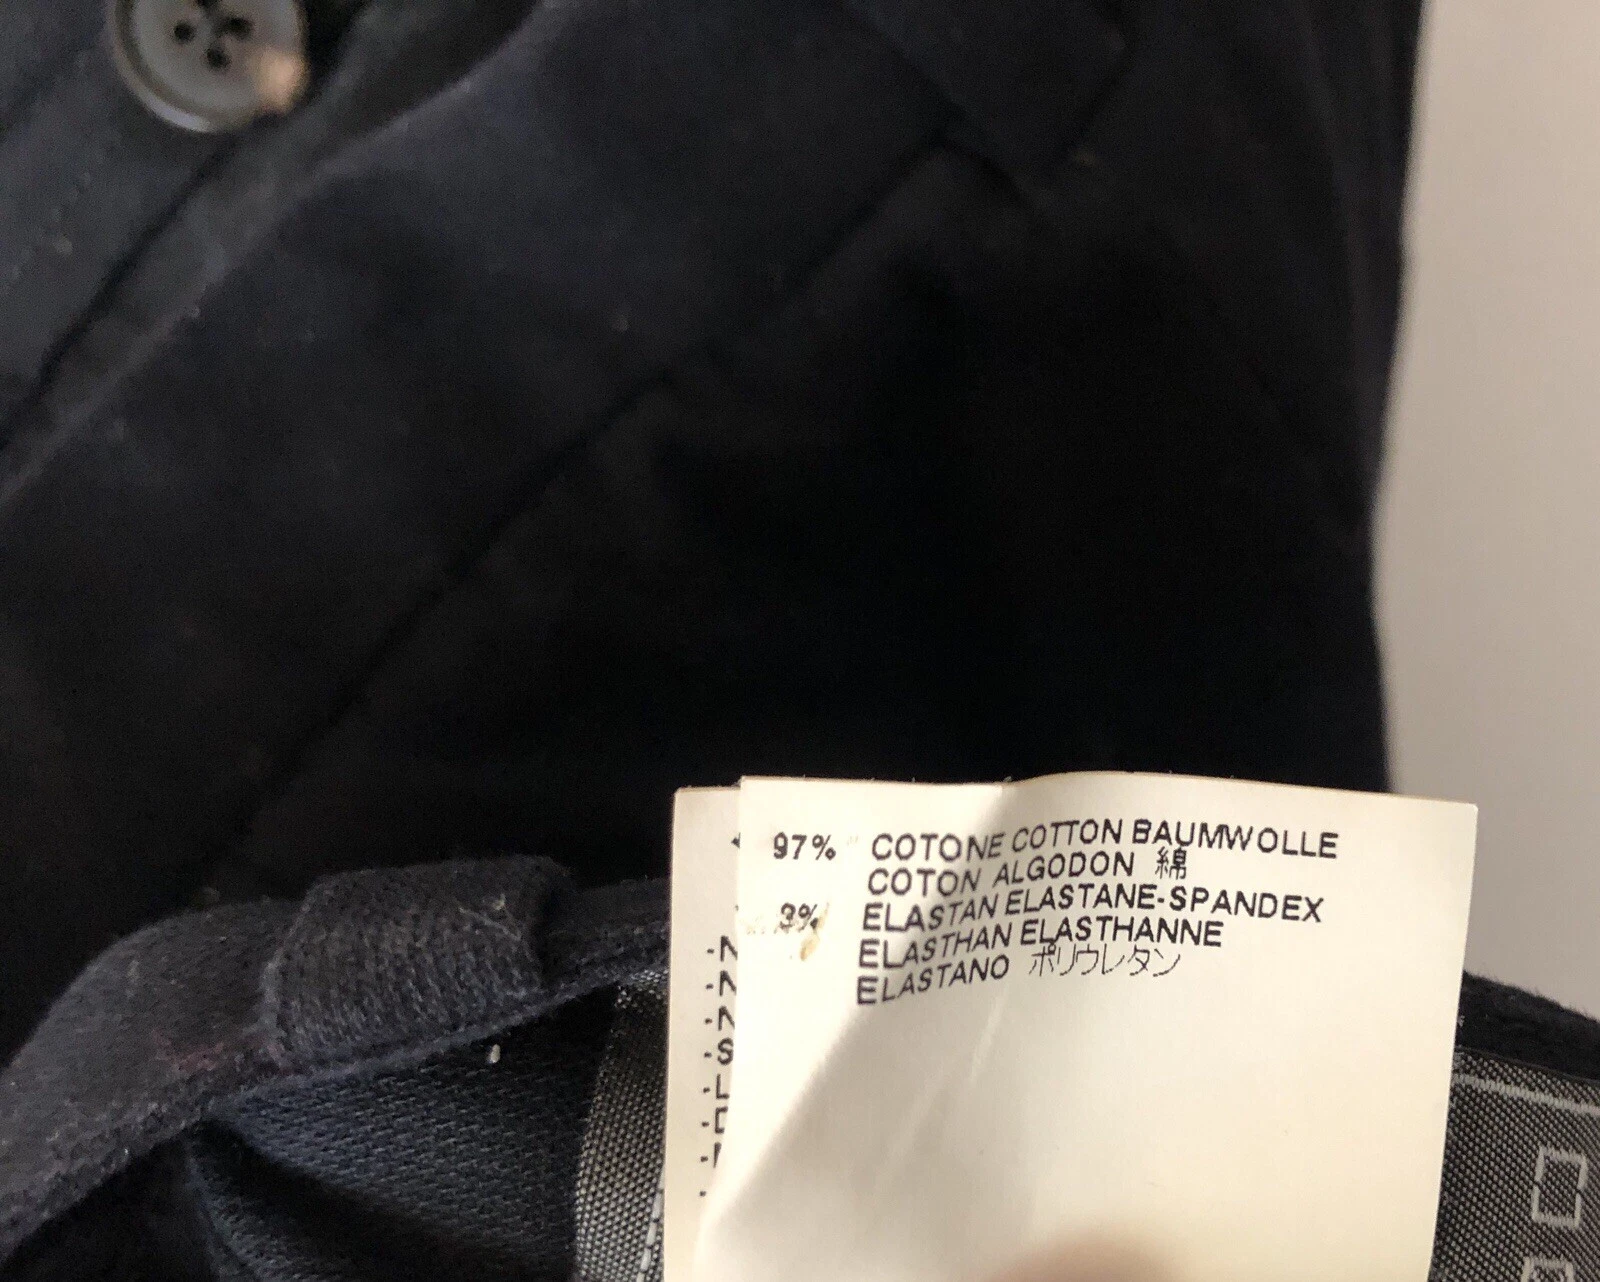 97% COTONE COTTON BAUMWOLLE
COTON ALGODON 綿
3% ELASTAN ELASTANE-SPANDEX
ELASTHAN ELASTHANNE
ELASTANO ポリウレタン